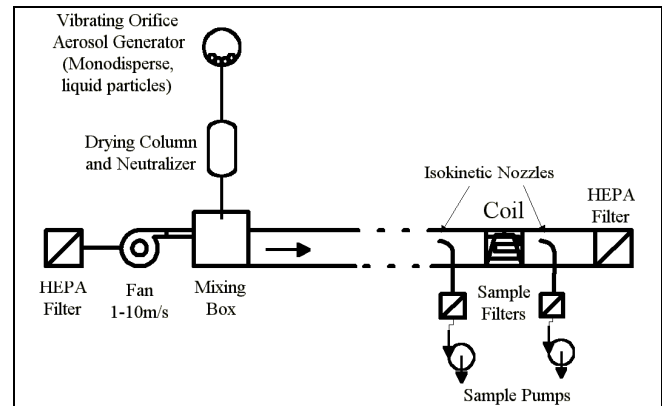 Vibrating Orifice
Aerosol Generator
(Monodisperse,
liquid particles)
Drying Column
and Neutralizer
Isokinetic Nozzles
Coil
HEPA
Filter
HEPA
Filter
Fan
1-10m/s
Mixing
Box
Sample
Filters
Sample Pumps